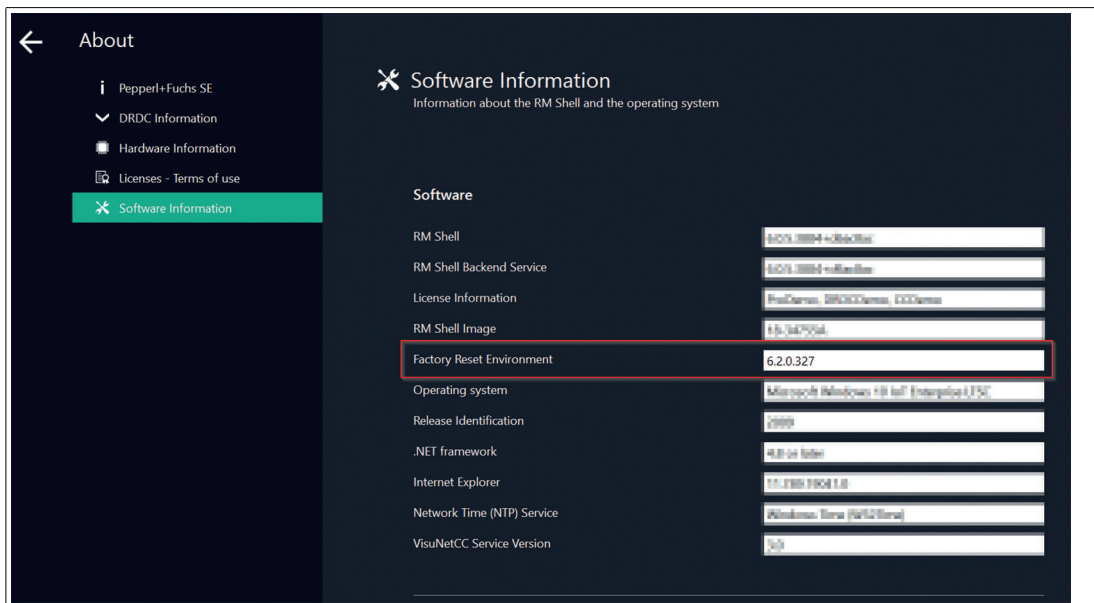 About
Pepperl+Fuchs SE
DRDC Information
Hardware Information
Licenses - Terms of use
Software Information
Software Information
Information about the RM Shell and the operating system
Software
RM Shell
RM Shell Backend Service
License Information
RM Shell Image
Factory Reset Environment 6.2.0.327
Operating system
Release Identification
.NET framework
Internet Explorer
Network Time (NTP) Service
VisuNetCC Service Version